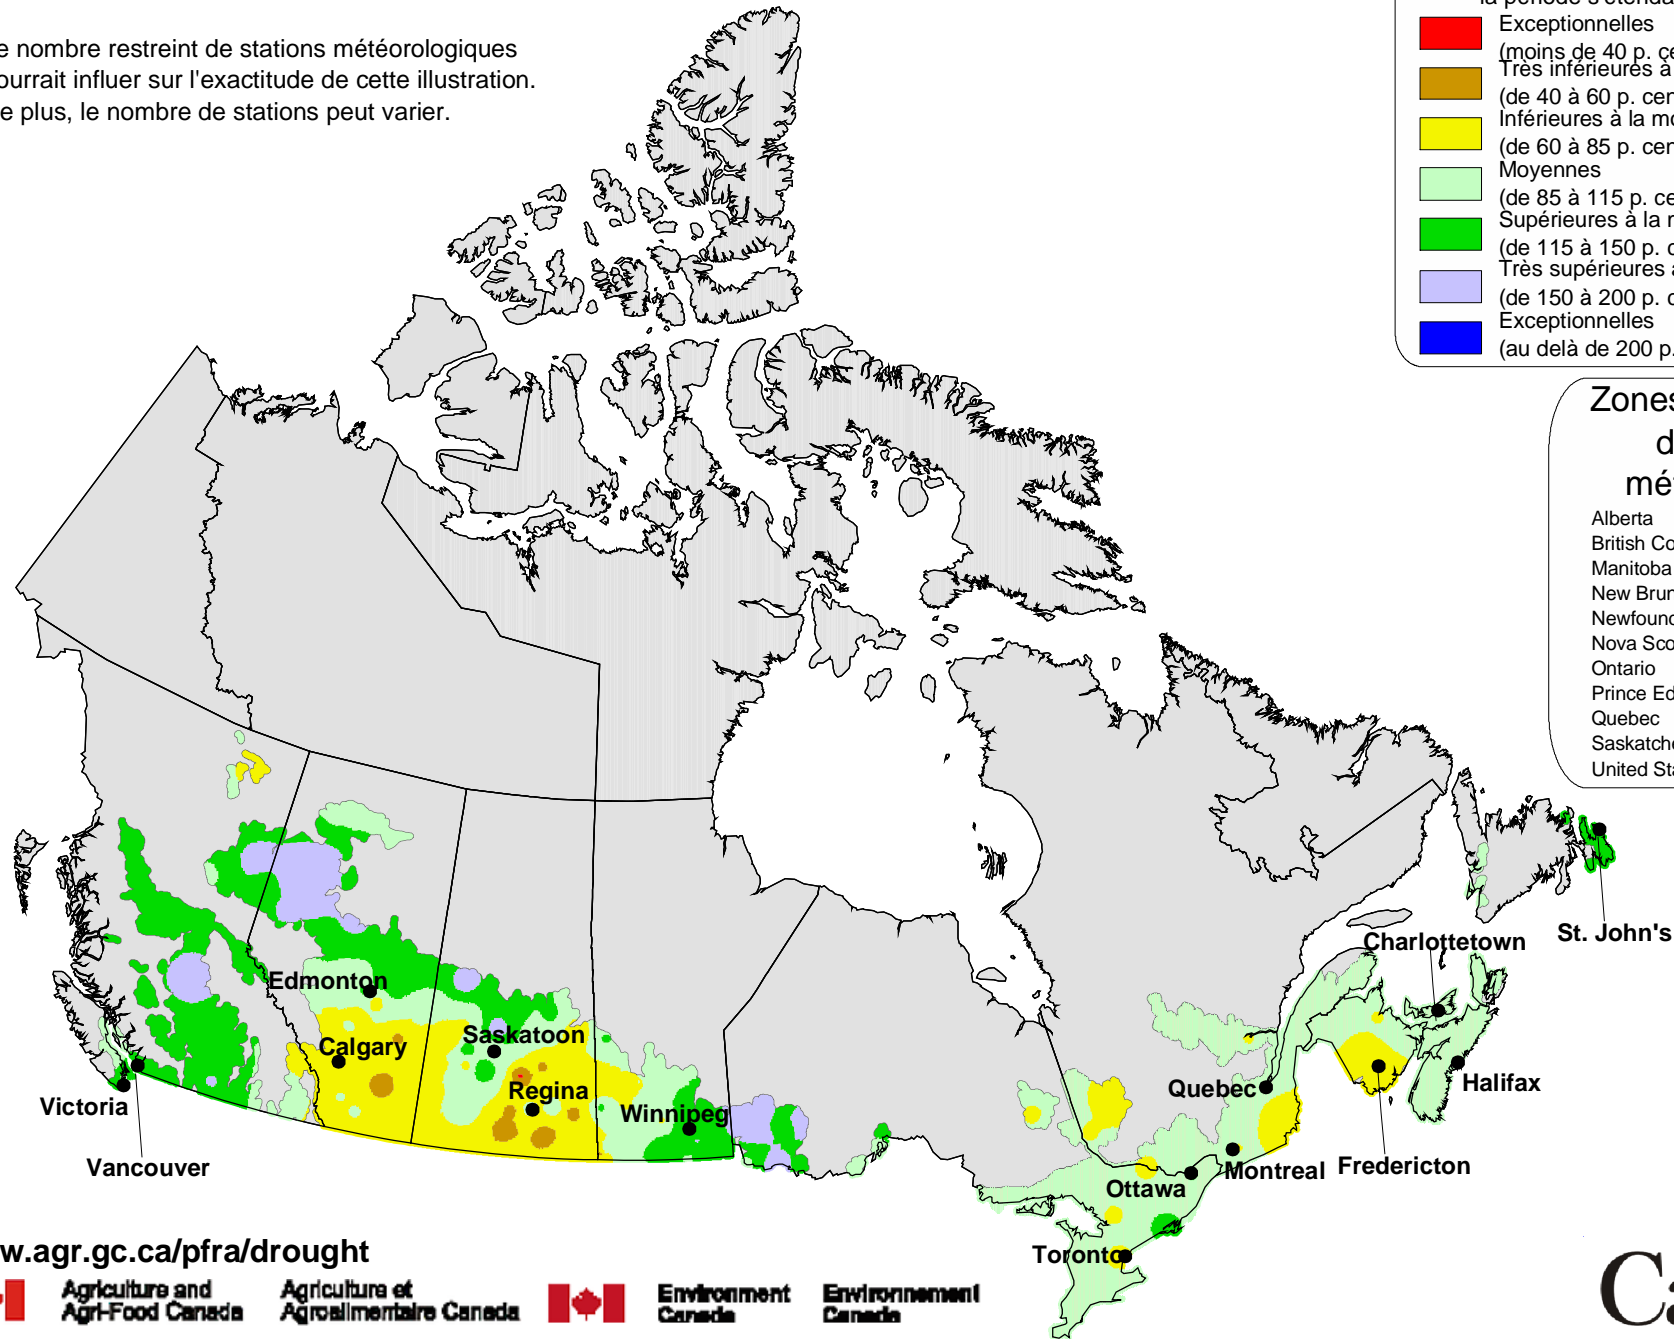 e nombre restreint de stations météorologiques
ourrait influer sur l'exactitude de cette illustration.
e plus, le nombre de stations peut varier.
la période s'étenda
Exceptionnelles
(moins de 40 p. ce
Très inférieures à
(de 40 à 60 p. cen
Inférieures à la mo
(de 60 à 85 p. cen
Moyennes
(de 85 à 115 p. ce
Supérieures à la
(de 115 à 150 p. c
Très supérieures
(de 150 à 200 p. c
Exceptionnelles
(au delà de 200 p.
Zones
d
mé
Alberta
British Co
Manitoba
New Brun
Newfound
Nova Sco
Ontario
Prince Ed
Quebec
Saskatche
United Sta
St. John's
Charlottetown
Edmonton
Saskatoon
Calgary
Regina
Winnipeg
Victoria
Vancouver
Quebec
Halifax
Montreal
Fredericton
Ottawa
Toronto
w.agr.gc.ca/pfra/drought
Agriculture and
Agri-Food Canada
Agriculture et
Agroalimentaire Canada
Environment
Canada
Environnement
Canada
Ca